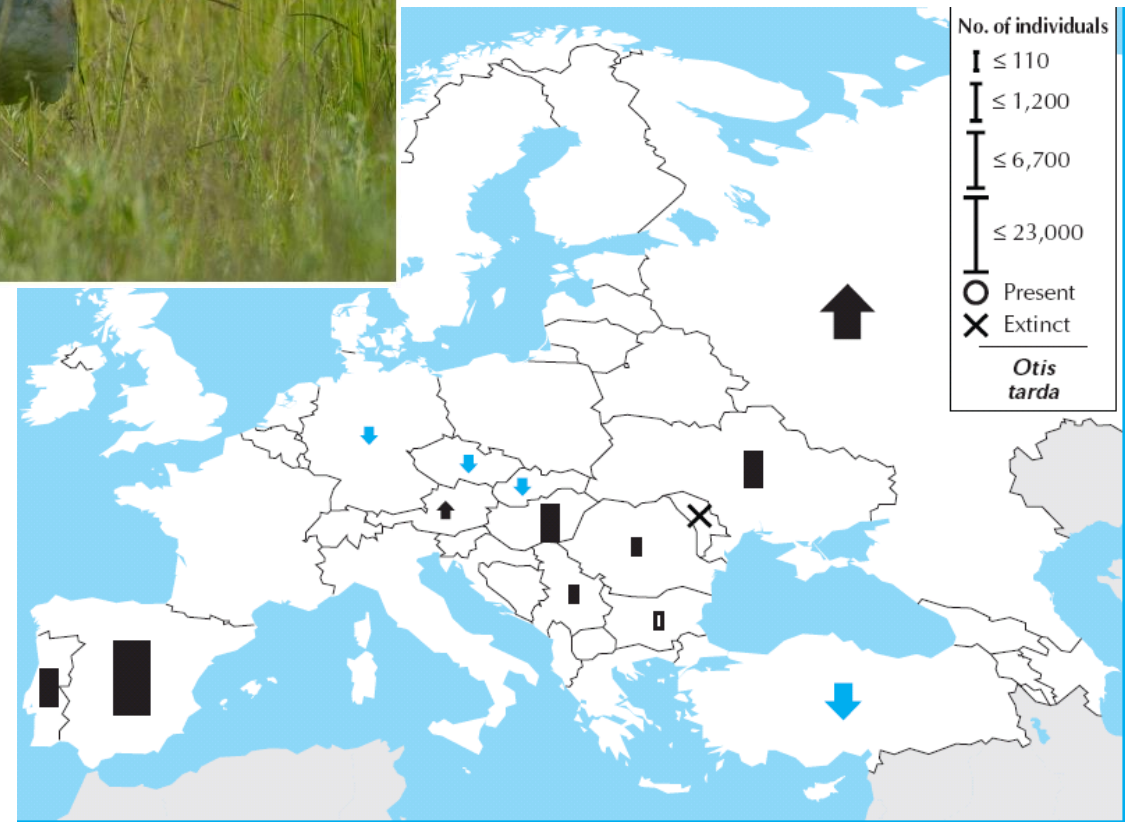 No. of individuals
≤ 110
≤ 1,200
≤ 6,700
≤ 23,000
Present
Extinct
Otis
tarda